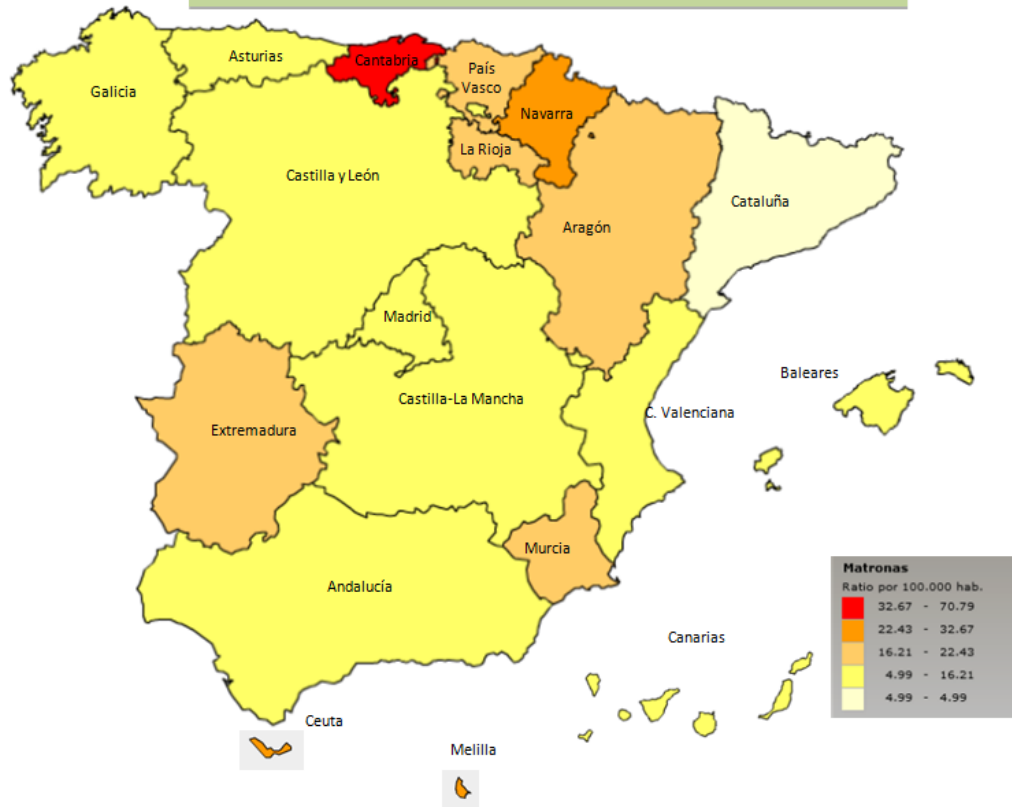 Asturias
Cantabria
País
Vasco
Galicia
Navarra
La Rioja
Castilla y León
Cataluña
Aragón
Madrid
Baleares
Castilla-La Mancha
C. Valenciana
Extremadura
Murcia
Andalucía
Matronas
Ratio por 100.000 hab.
32.67 - 70.79
22.43 - 32.67
16.21 - 22.43
4.99 - 16.21
4.99 - 4.99
Canarias
Ceuta
Melilla